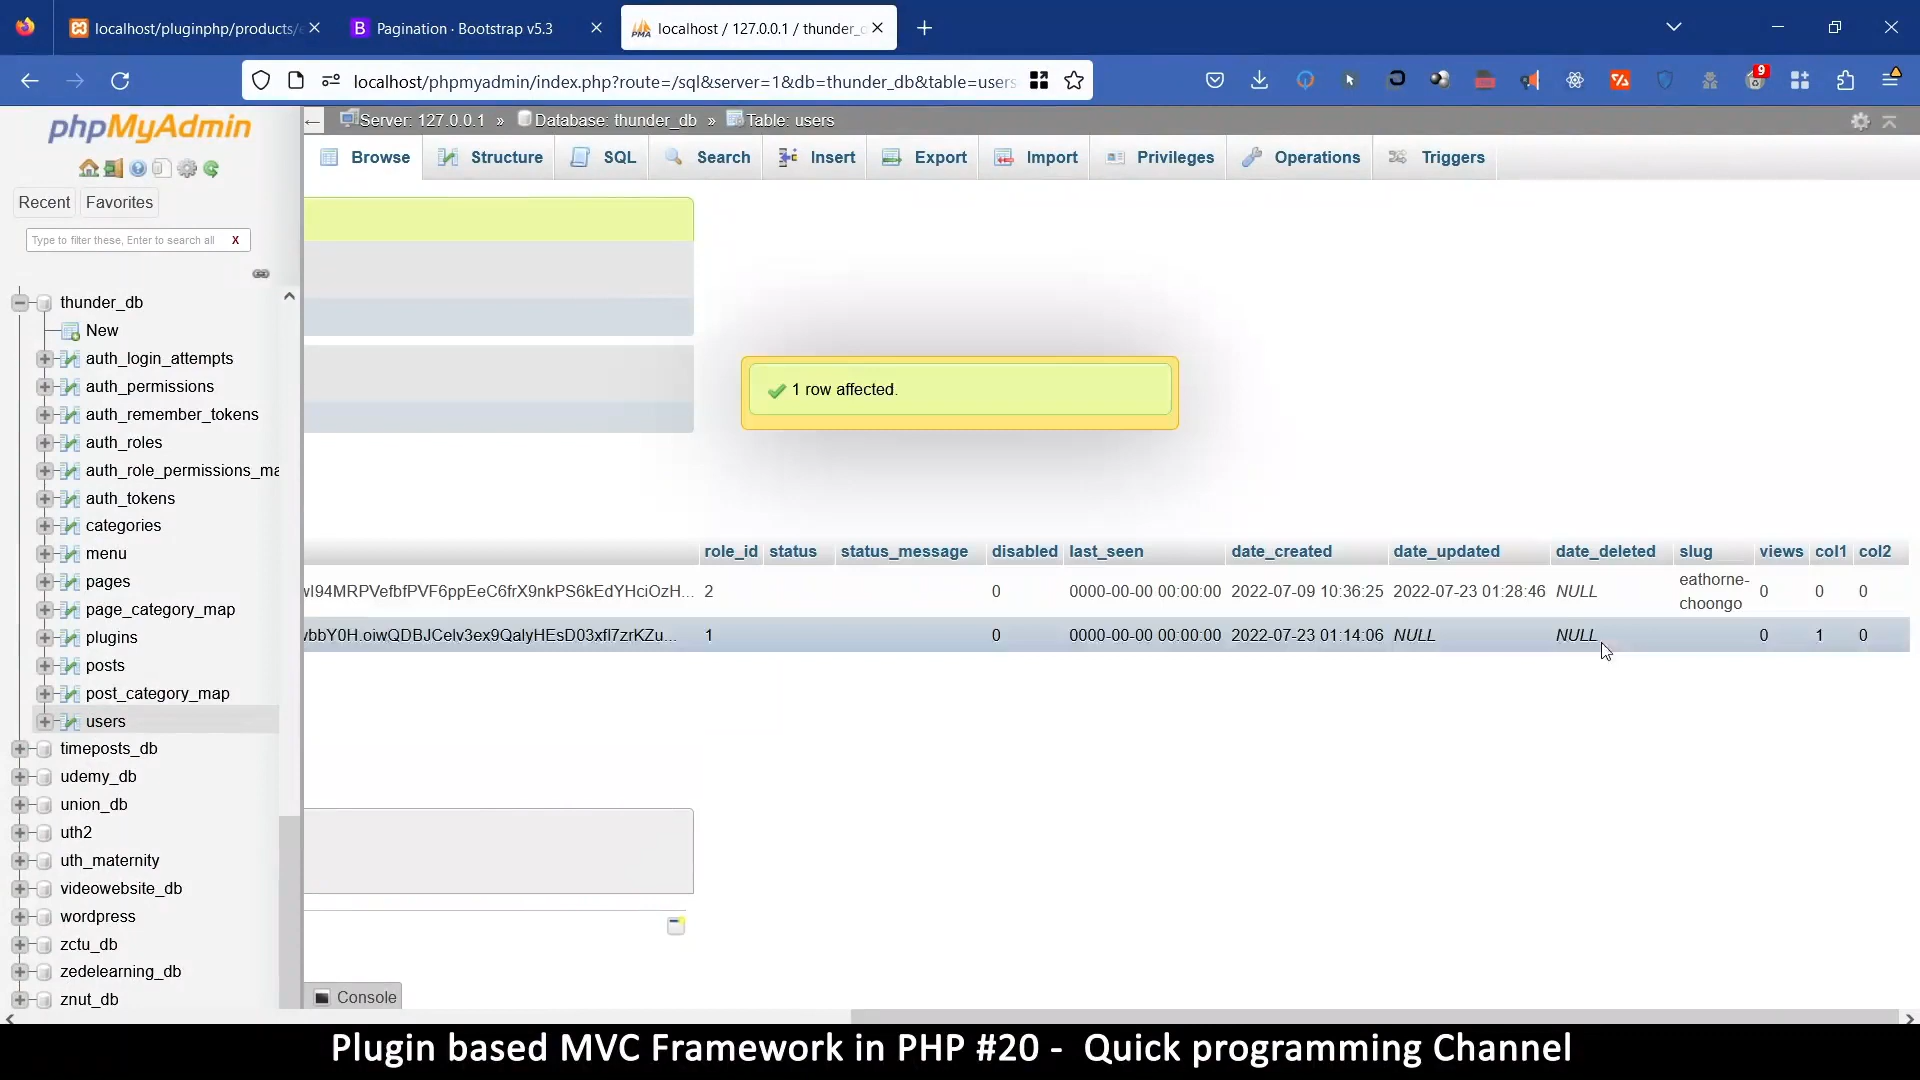 localhost/pluginphp/products/
Pagination · Bootstrap v5.3
localhost / 127.0.0.1 / thunder_
localhost/phpmyadmin/index.php?route=/sql&server=1&db=thunder_db&table=users
9
phpMyAdmin
Recent
Favorites
Type to filter these, Enter to search all
X
thunder_db
New
auth_login_attempts
auth_permissions
auth_remember_tokens
auth_roles
auth_role_permissions_ma
auth_tokens
categories
menu
pages
page_category_map
plugins
posts
post_category_map
users
timeposts_db
udemy_db
union_db
uth2
uth_maternity
videowebsite_db
wordpress
zctu_db
zedelearning_db
znut_db
Server: 127.0.0.1 » Database: thunder_db » Table: users
Browse Structure SQL Search Insert Export Import Privileges Operations Triggers
1 row affected.
role_id status status_message disabled last_seen date_created date_updated date_deleted slug views col1 col2
wI94MRPVefbfPVF6ppEeC6frX9nkPS6kEdYHciOzH... 2 0 0000-00-00 00:00:00 2022-07-09 10:36:25 2022-07-23 01:28:46 NULL eathorne-choongo 0 0 0
bbY0H.oiwQDBJCelv3ex9QalyHEsD03xfl7zrKZu... 1 0 0000-00-00 00:00:00 2022-07-23 01:14:06 NULL NULL 0 1 0
Console
Plugin based MVC Framework in PHP #20 - Quick programming Channel